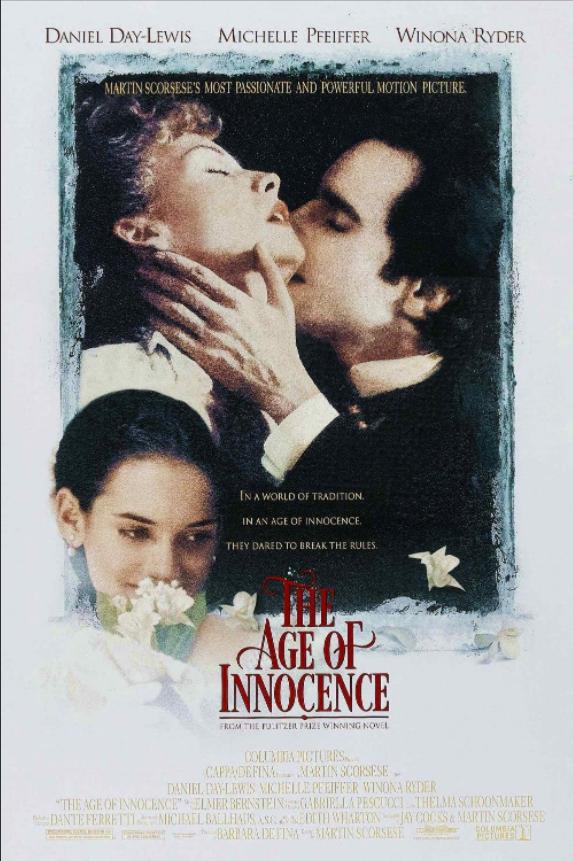 DANIEL DAY-LEWIS MICHELLE PFEIFFER WINONA RYDER
MARTIN SCORSESE'S MOST PASSIONATE AND POWERFUL MOTION PICTURE.
IN A WORLD OF TRADITION.
IN AN AGE OF INNOCENCE.
THEY DARED TO BREAK THE RULES.
THE
AGE OF
INNOCENCE
FROM THE PULITZER PRIZE WINNING NOVEL
COLUMBIA PICTURES
CAPPA/DE FINA MARTIN SCORSESE
DANIEL DAY-LEWIS MICHELLE PFEIFFER WINONA RYDER
"THE AGE OF INNOCENCE" ELMER BERNSTEIN GABRIELLA PESCUCCI THELMA SCHOONMAKER
DANTE FERRETTI MICHAEL BALLHAUS, A.S.C. EDITH WHARTON JAY COCKS & MARTIN SCORSESE
BARBARA DE FINA MARTIN SCORSESE
COLUMBIA
PICTURES